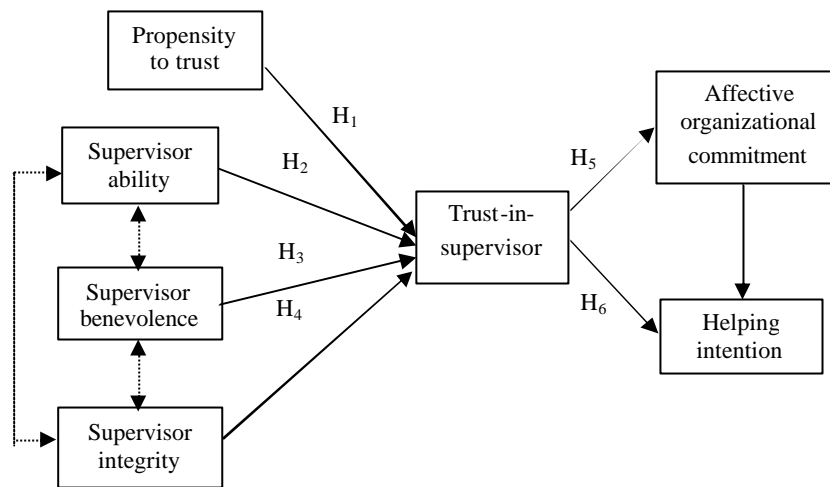 Propensity
to trust
H1
Supervisor
ability
H2
Supervisor
benevolence
H3
H4
Supervisor
integrity
Trust-in-
supervisor
H5
Affective
organizational
commitment
H6
Helping
intention